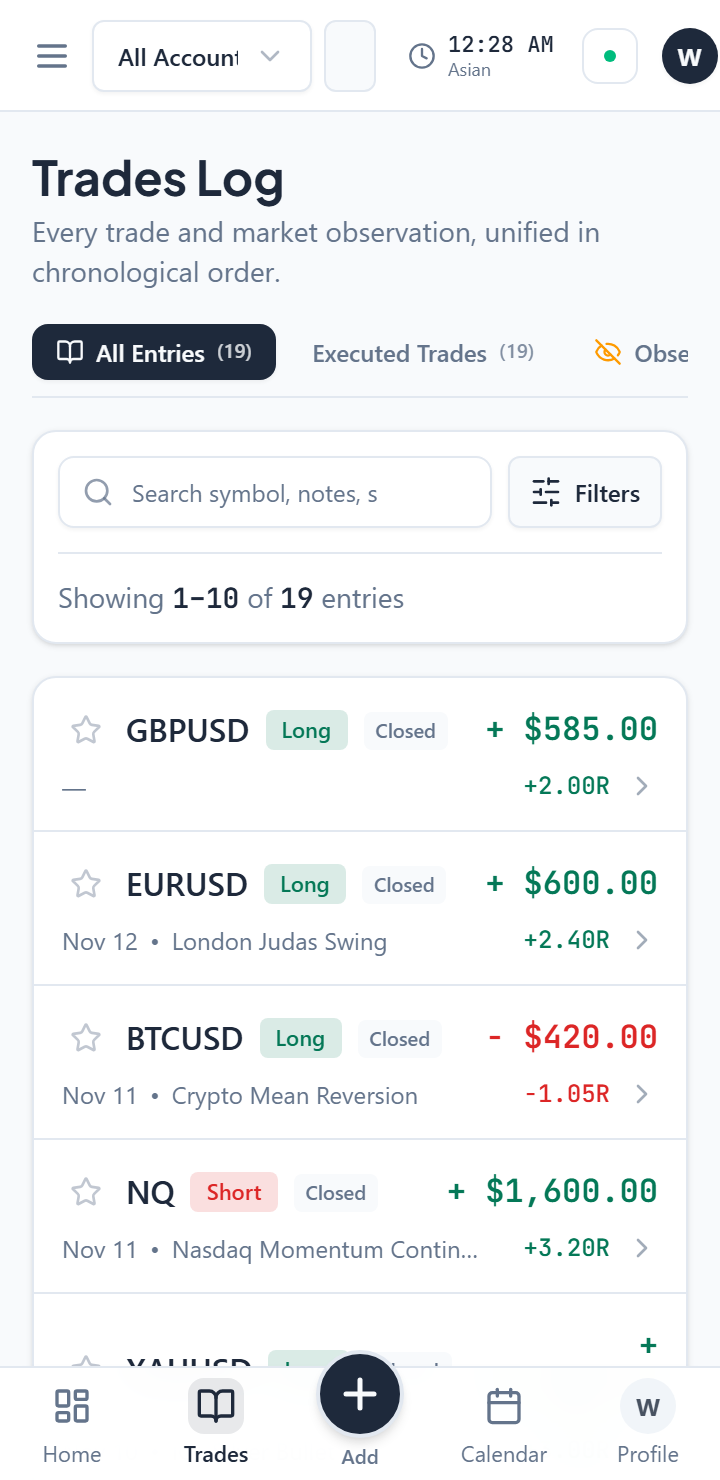 All Accoun
12:28 AM
Asian
W
Trades Log
Every trade and market observation, unified in
chronological order.
All Entries (19)
Executed Trades (19)
Obse
Search symbol, notes, s
Filters
Showing 1–10 of 19 entries
GBPUSD Long Closed + $585.00
— +2.00R
EURUSD Long Closed + $600.00
Nov 12 • London Judas Swing +2.40R
BTCUSD Long Closed - $420.00
Nov 11 • Crypto Mean Reversion -1.05R
NQ Short Closed + $1,600.00
Nov 11 • Nasdaq Momentum Contin... +3.20R
+
XAUUSD
Home
Trades
Add
Calendar
W
Profile